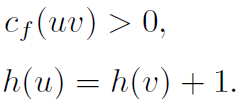 c_f(uv) > 0,
h(u) = h(v) + 1.